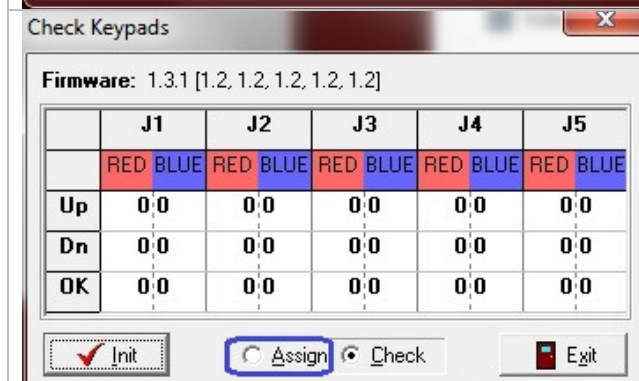 Check Keypads
Firmware: 1.3.1 [1.2, 1.2, 1.2, 1.2, 1.2]
J1 J2 J3 J4 J5
RED BLUE RED BLUE RED BLUE RED BLUE RED BLUE
Up 0 0 0 0 0 0 0 0 0 0
Dn 0 0 0 0 0 0 0 0 0 0
OK 0 0 0 0 0 0 0 0 0 0
Init Assign Check Exit